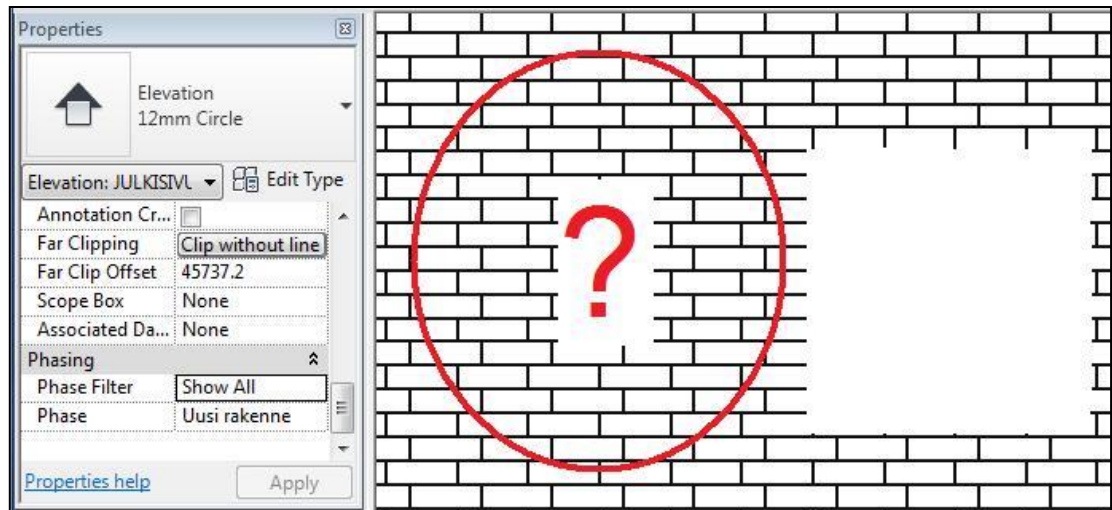 Properties
Elevation
12mm Circle
Elevation: JULKISIVU Edit Type
Annotation Cr...
Far Clipping Clip without line
Far Clip Offset 45737.2
Scope Box None
Associated Da... None
Phasing
Phase Filter Show All
Phase Uusi rakenne
Properties help Apply
?